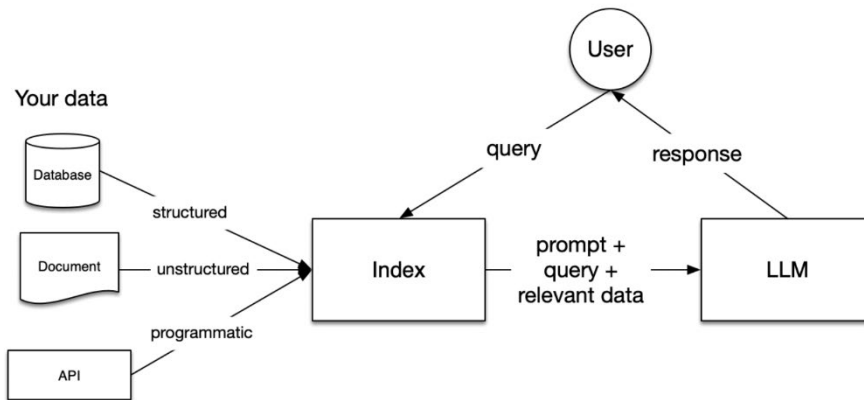 User
Your data
Database
query
response
structured
Document
unstructured
Index
prompt +
query +
relevant data
LLM
programmatic
API